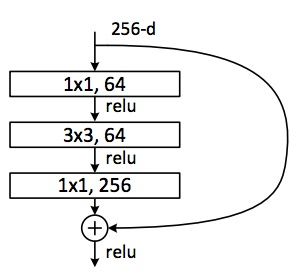 256-d
1x1, 64
relu
3x3, 64
relu
1x1, 256
+
relu